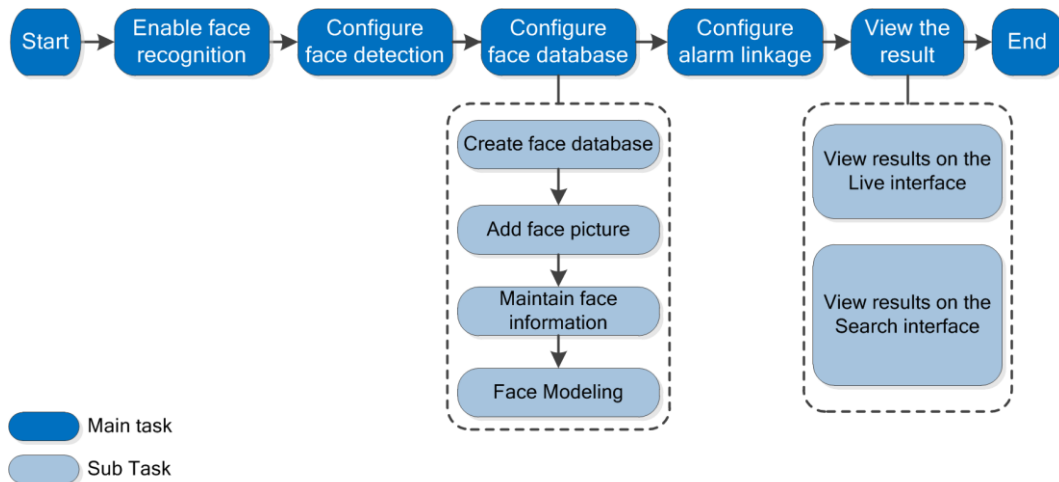 Start
Enable face
recognition
Configure
face detection
Configure
face database
Configure
alarm linkage
View the
result
End
Create face database
Add face picture
Maintain face
information
Face Modeling
View results on the
Live interface
View results on the
Search interface
Main task
Sub Task